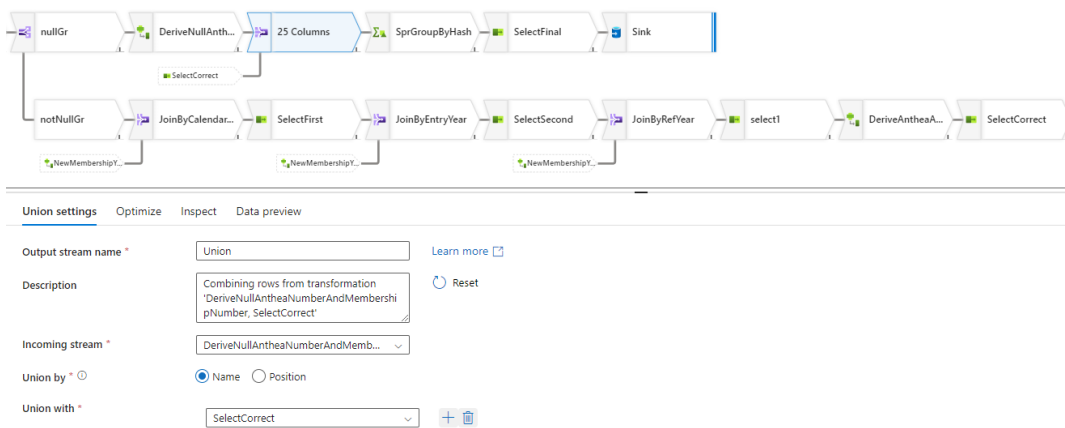 nullGr
DeriveNullAnth...
25 Columns
SprGroupByHash
SelectFinal
Sink
SelectCorrect
notNullGr
JoinByCalendar...
SelectFirst
JoinByEntryYear
SelectSecond
JoinByRefYear
select1
DeriveAntheaA...
SelectCorrect
NewMembershipY...
NewMembershipY...
NewMembershipY...
Union settings Optimize Inspect Data preview
Output stream name * Union Learn more
Description Combining rows from transformation
'DeriveNullAntheaNumberAndMembershi
pNumber, SelectCorrect'
Reset
Incoming stream * DeriveNullAntheaNumberAndMemb...
Union by * Name Position
Union with * SelectCorrect